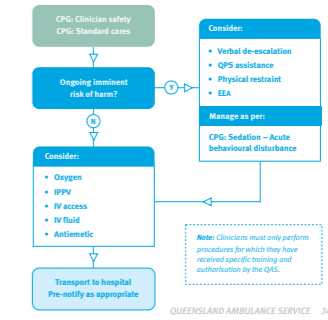 CPG: Clinician safety
CPG: Standard cares
Ongoing imminent
risk of harm?
Y
N
Consider:
• Verbal de-escalation
• QPS assistance
• Physical restraint
• EEA
Manage as per:
CPG: Sedation – Acute
behavioural disturbance
Consider:
• Oxygen
• IPPV
• IV access
• IV fluid
• Antiemetic
Note: Clinicians must only perform
procedures for which they have
received specific training and
authorisation by the QAS.
Transport to hospital
Pre-notify as appropriate
QUEENSLAND AMBULANCE SERVICE